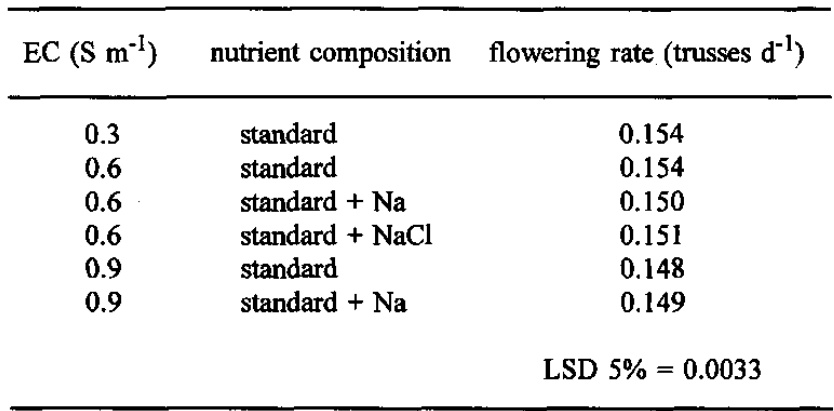 EC (S m⁻¹) nutrient composition flowering rate (trusses d⁻¹)
0.3 standard 0.154
0.6 standard 0.154
0.6 standard + Na 0.150
0.6 standard + NaCl 0.151
0.9 standard 0.148
0.9 standard + Na 0.149
LSD 5% = 0.0033